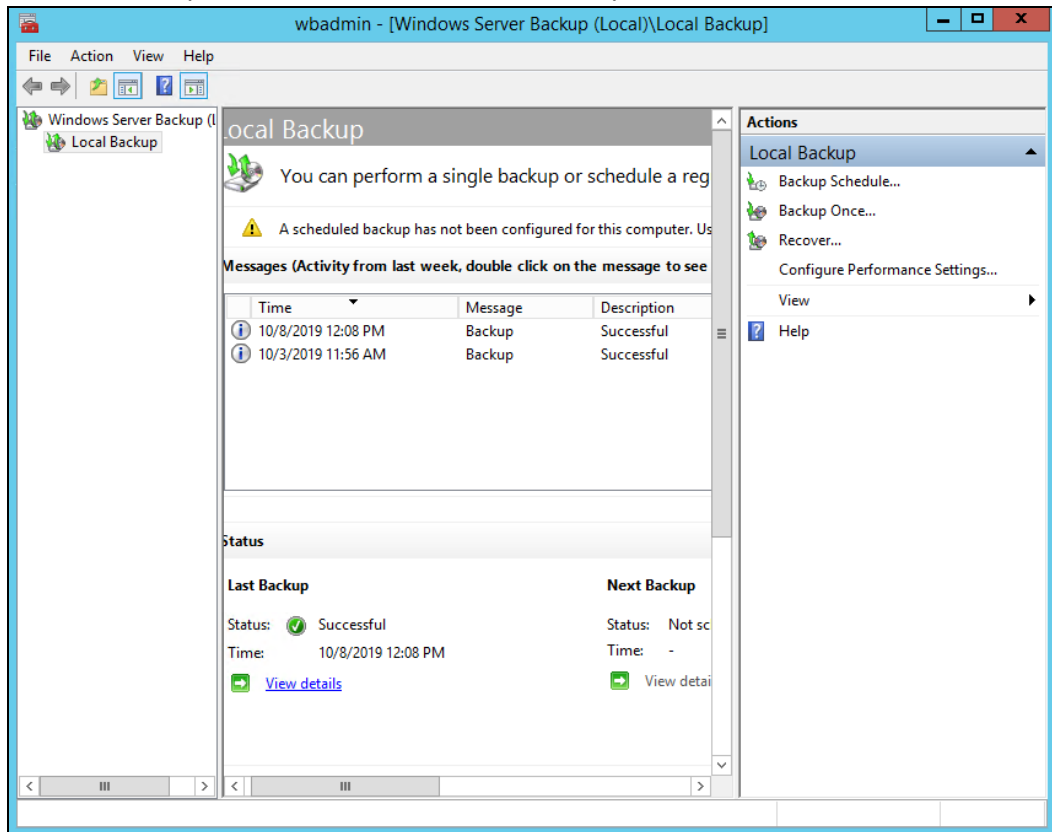 wbadmin - [Windows Server Backup (Local)\Local Backup]
File Action View Help
Windows Server Backup (l
Local Backup
ocal Backup
You can perform a single backup or schedule a reg
A scheduled backup has not been configured for this computer. Us
Messages (Activity from last week, double click on the message to see
Time Message Description
10/8/2019 12:08 PM Backup Successful
10/3/2019 11:56 AM Backup Successful
Status
Last Backup Next Backup
Status: Successful Status: Not sc
Time: 10/8/2019 12:08 PM Time: -
View details View detai
Actions
Local Backup
Backup Schedule...
Backup Once...
Recover...
Configure Performance Settings...
View
Help